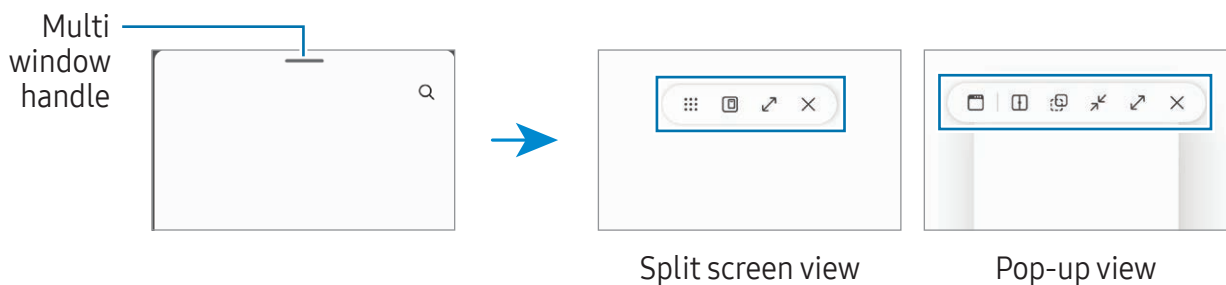 Multi
window
handle
Split screen view
Pop-up view